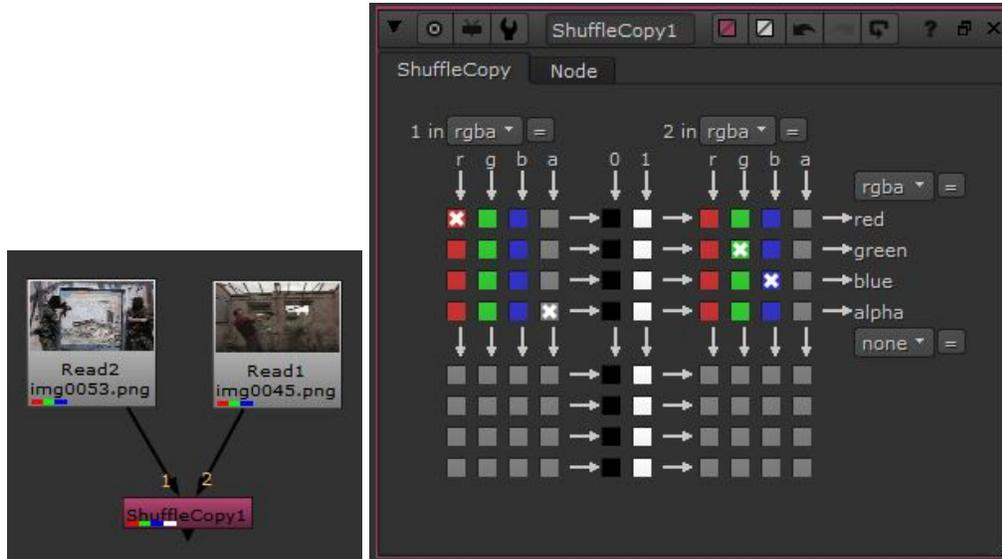 ShuffleCopy1
?
ShuffleCopy Node
1 in rgba = 2 in rgba =
r g b a 0 1 r g b a
rgba =
red
green
blue
alpha
none =
Read2
img0053.png
Read1
img0045.png
1 2
ShuffleCopy1